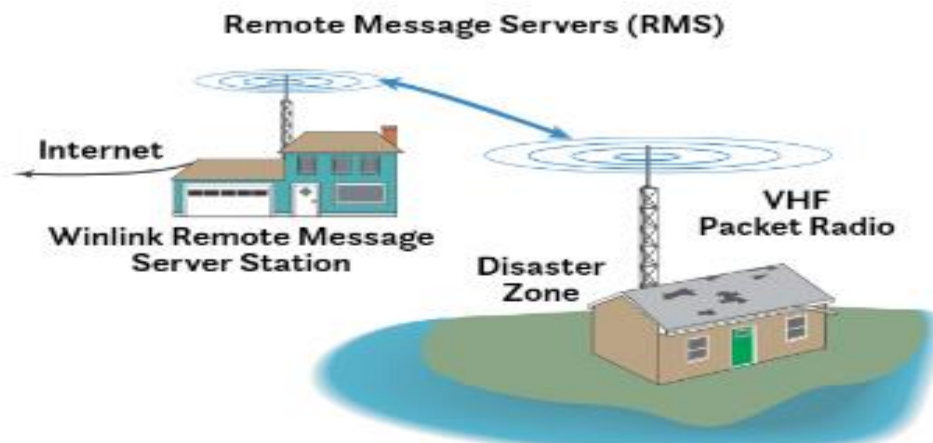 Remote Message Servers (RMS)
Internet
Winlink Remote Message
Server Station
VHF
Packet Radio
Disaster
Zone